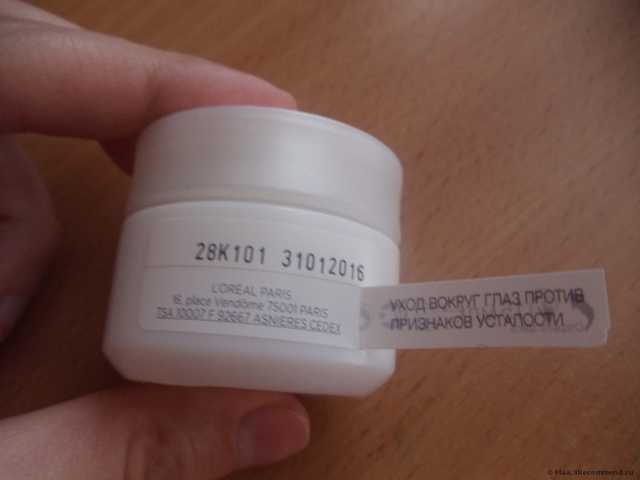 28K101 31012016
L'OREAL PARIS
16, place Vendôme 75001 PARIS
TSA 10007 F 92667 ASNIERES CEDEX
УХОД ВОКРУГ ГЛАЗ ПРОТИВ
ПРИЗНАКОВ УСТАЛОСТИ